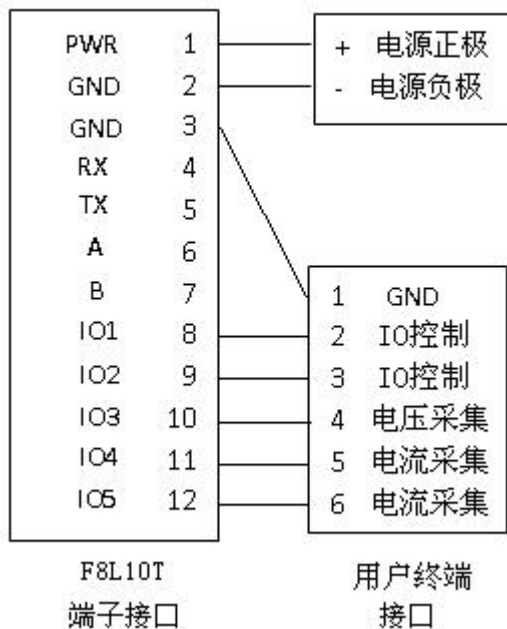 PWR 1
GND 2
GND 3
RX 4
TX 5
A 6
B 7
IO1 8
IO2 9
IO3 10
IO4 11
IO5 12
F8L10T
端子接口
+ 电源正极
- 电源负极
1 GND
2 IO控制
3 IO控制
4 电压采集
5 电流采集
6 电流采集
用户终端
接口